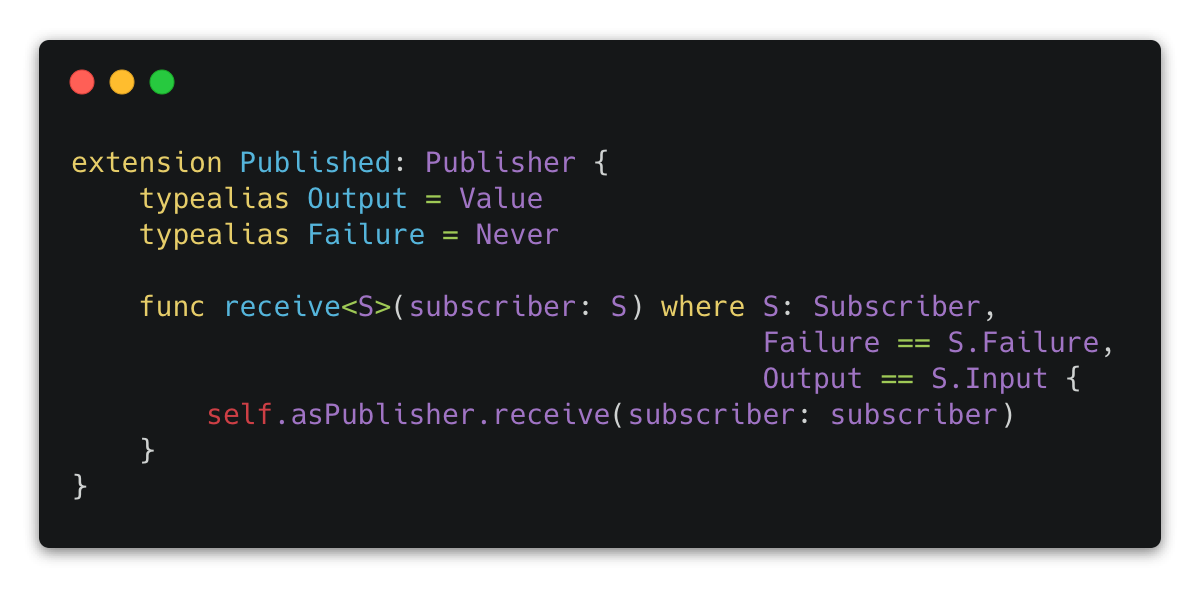 extension Published: Publisher {
    typealias Output = Value
    typealias Failure = Never

    func receive<S>(subscriber: S) where S: Subscriber,
                                         Failure == S.Failure,
                                         Output == S.Input {
        self.asPublisher.receive(subscriber: subscriber)
    }
}